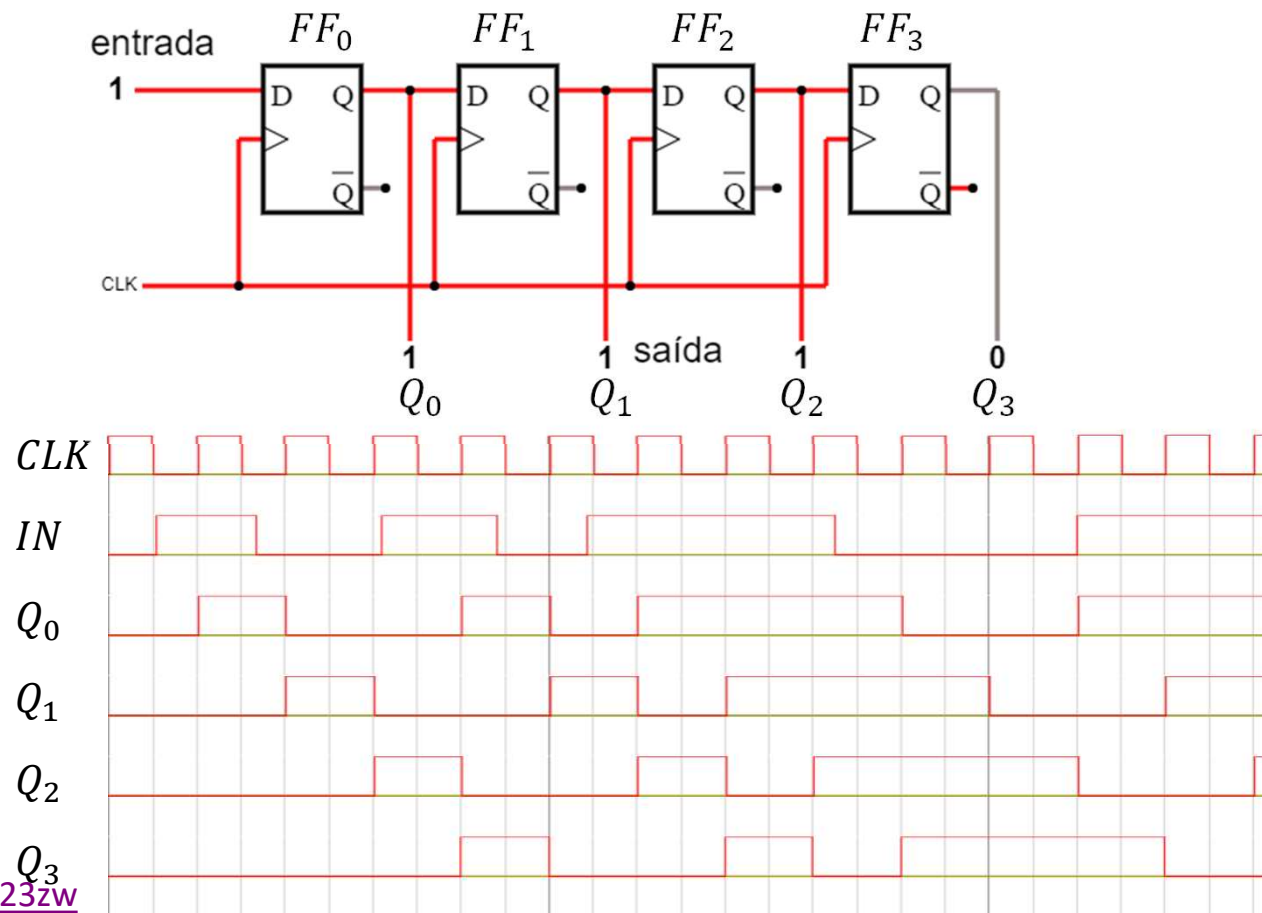 FF₀ FF₁ FF₂ FF₃
entrada
1 D Q D Q D Q D Q
Q̅ Q̅ Q̅ Q̅
CLK
1 1 saída 1 0
Q₀ Q₁ Q₂ Q₃
CLK
IN
Q₀
Q₁
Q₂
Q₃
23zw